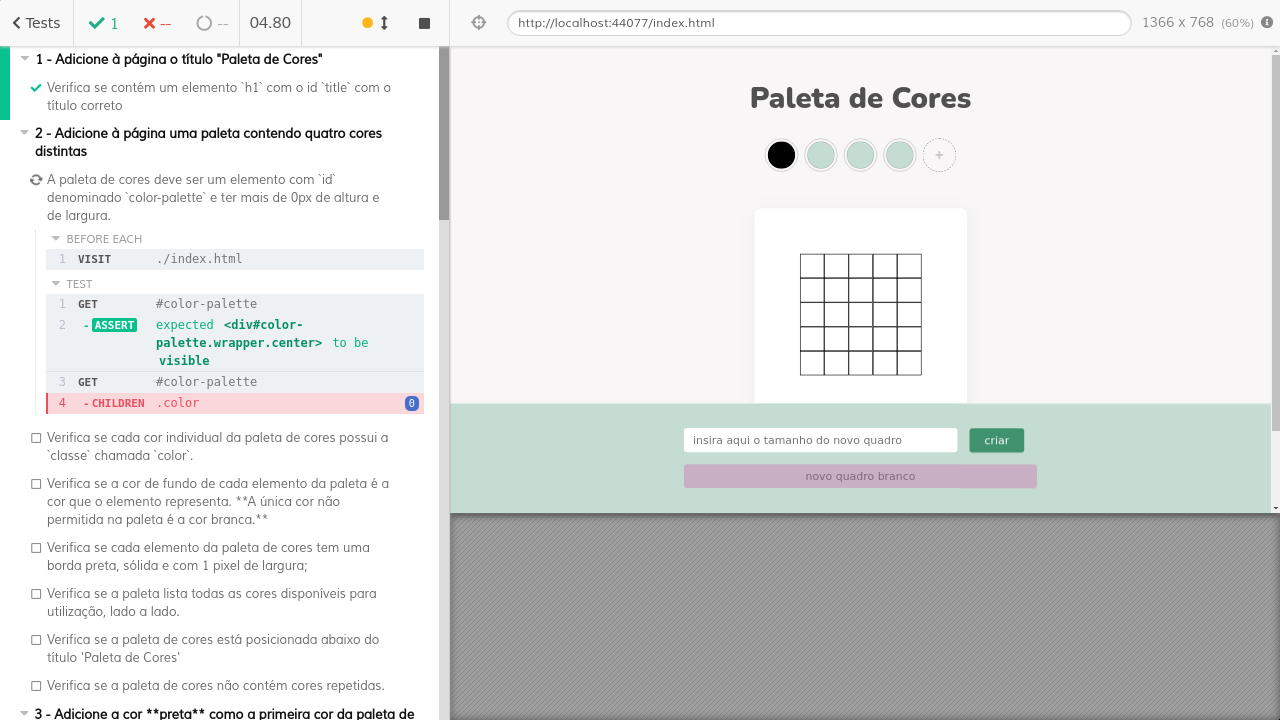 Tests
1
--
--
04.80
http://localhost:44077/index.html
1366 x 768 (60%)
1 - Adicione à página o título "Paleta de Cores"
Verifica se contém um elemento `h1` com o id `title` com o
título correto
2 - Adicione à página uma paleta contendo quatro cores
distintas
A paleta de cores deve ser um elemento com `id`
denominado `color-palette` e ter mais de 0px de altura e
de largura.
BEFORE EACH
1 VISIT ./index.html
TEST
1 GET #color-palette
2 -ASSERT expected <div#color-
palette.wrapper.center> to be
visible
3 GET #color-palette
4 -CHILDREN .color 0
Verifica se cada cor individual da paleta de cores possui a
`classe` chamada `color`.
Verifica se a cor de fundo de cada elemento da paleta é a
cor que o elemento representa. **A única cor não
permitida na paleta é a cor branca.**
Verifica se cada elemento da paleta de cores tem uma
borda preta, sólida e com 1 pixel de largura;
Verifica se a paleta lista todas as cores disponíveis para
utilização, lado a lado.
Verifica se a paleta de cores está posicionada abaixo do
título 'Paleta de Cores'
Verifica se a paleta de cores não contém cores repetidas.
3 - Adicione a cor **preta** como a primeira cor da paleta de
Paleta de Cores
+
insira aqui o tamanho do novo quadro
criar
novo quadro branco